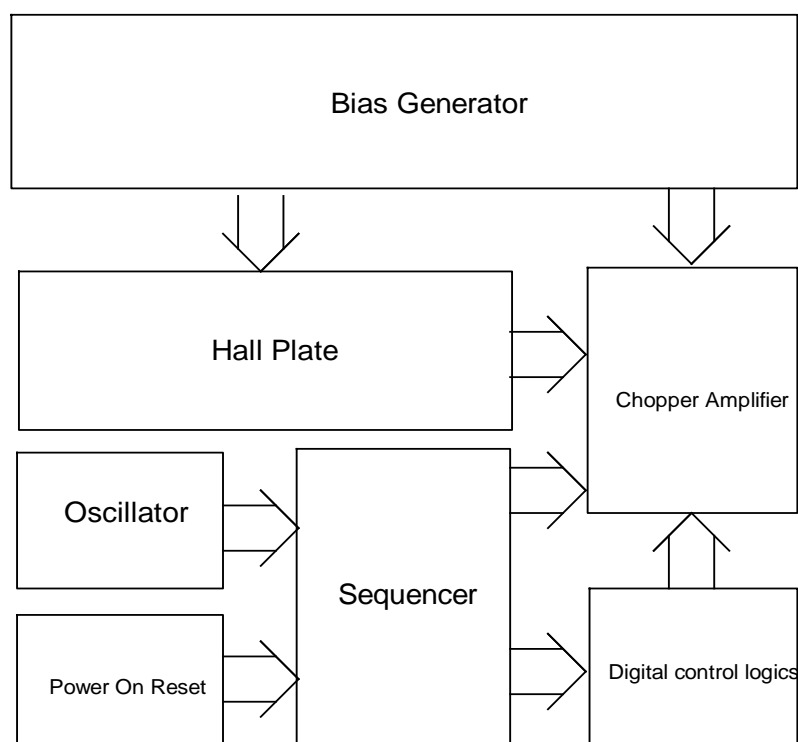 Bias Generator
Hall Plate
Chopper Amplifier
Oscillator
Sequencer
Power On Reset
Digital control logics